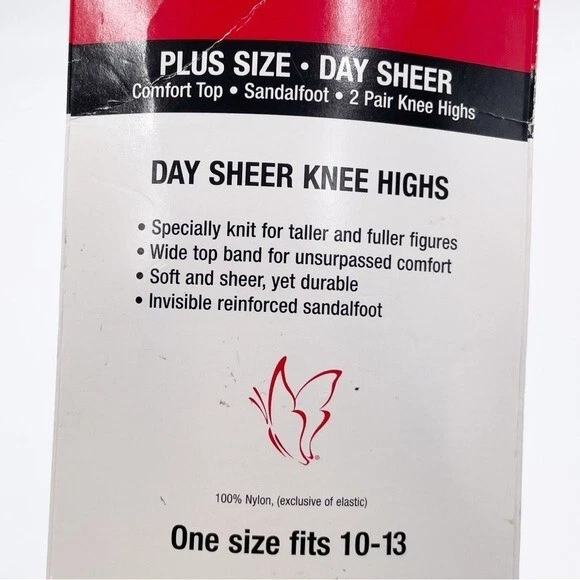 PLUS SIZE • DAY SHEER
Comfort Top • Sandalfoot • 2 Pair Knee Highs
DAY SHEER KNEE HIGHS
• Specially knit for taller and fuller figures
• Wide top band for unsurpassed comfort
• Soft and sheer, yet durable
• Invisible reinforced sandalfoot
®
100% Nylon, (exclusive of elastic)
One size fits 10-13